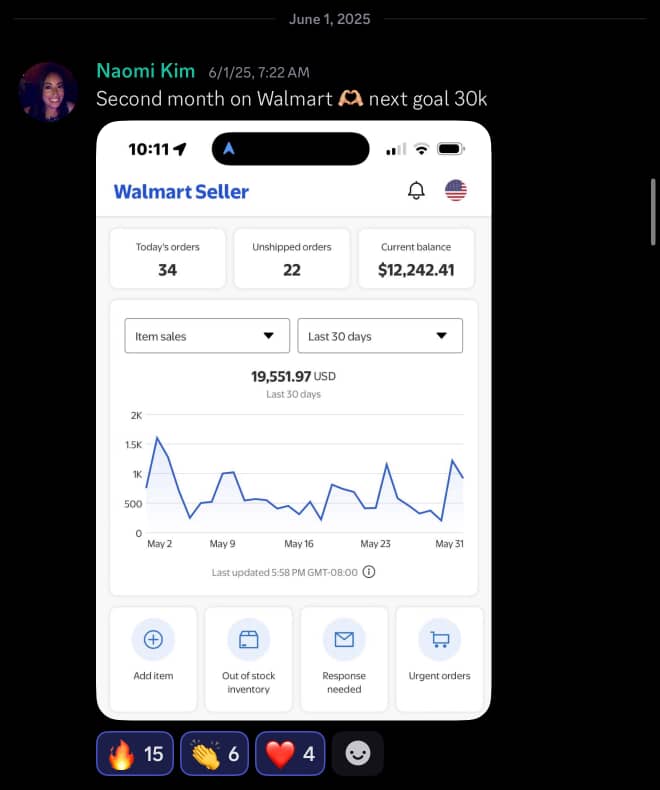 June 1, 2025
Naomi Kim 6/1/25, 7:22 AM
Second month on Walmart 🫶🏽 next goal 30k
10:11
Walmart Seller
Today's orders
34
Unshipped orders
22
Current balance
$12,242.41
Item sales
Last 30 days
19,551.97 USD
Last 30 days
2K
1.5K
1K
500
0
May 2 May 9 May 16 May 23 May 31
Last updated 5:58 PM GMT-08:00
Add item
Out of stock
inventory
Response
needed
Urgent orders
🔥 15 👏 6 ❤️ 4